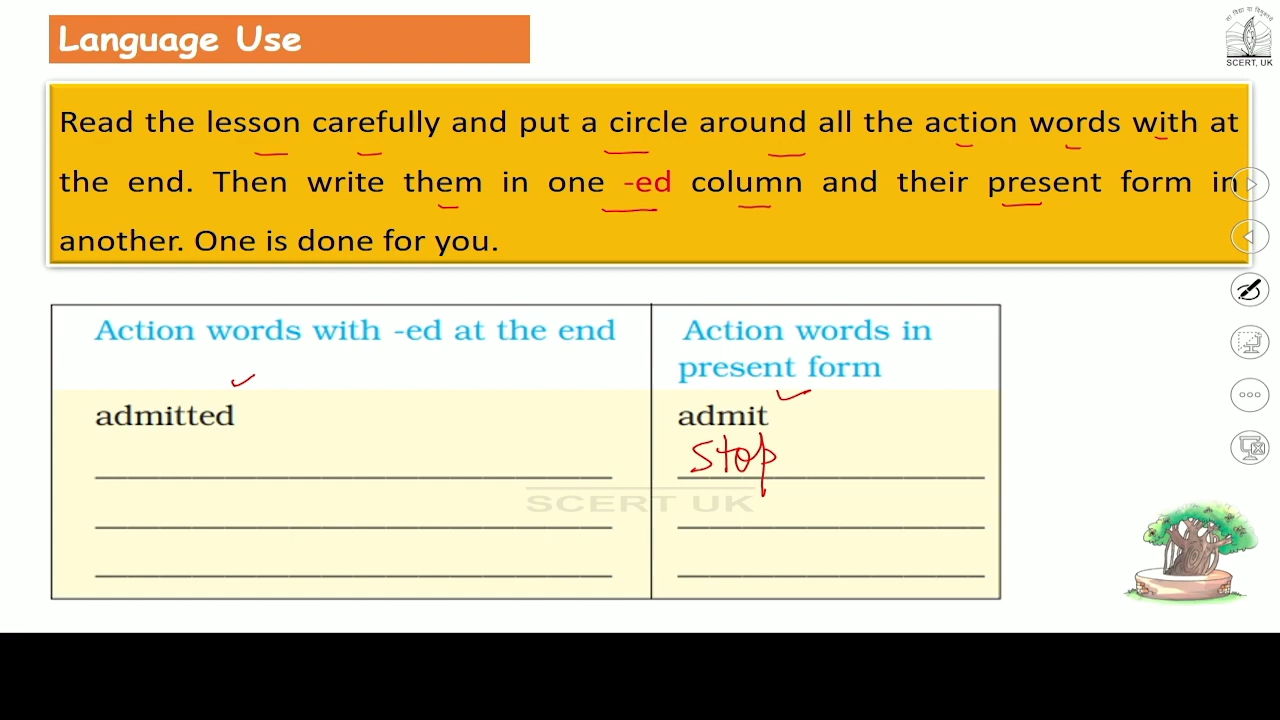 Language Use
SCERT, UK
Read the lesson carefully and put a circle around all the action words with at
the end. Then write them in one -ed column and their present form in
another. One is done for you.
Action words with -ed at the end
Action words in
present form
admitted
admit
stop
SCERT UK